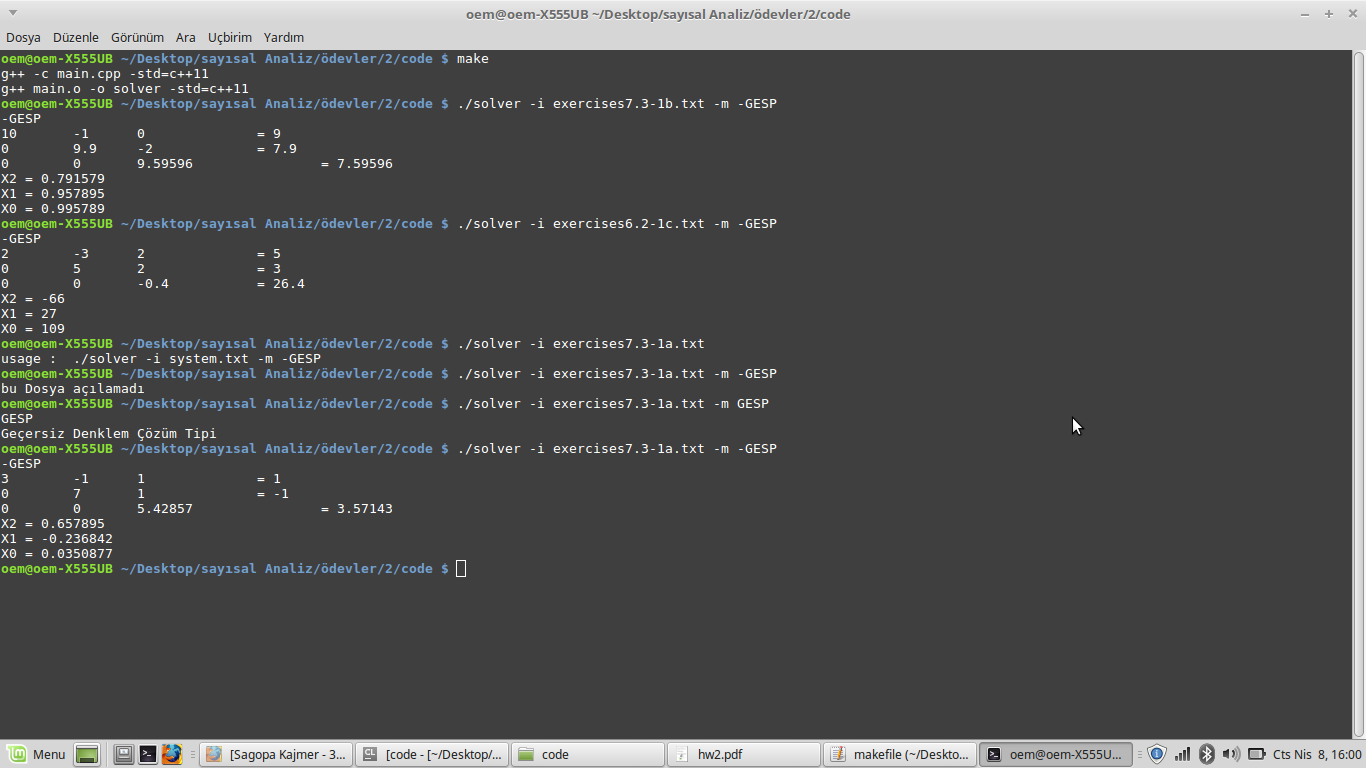 oem@oem-X555UB ~/Desktop/sayısal Analiz/ödevler/2/code
Dosya Düzenle Görünüm Ara Uçbirim Yardım
oem@oem-X555UB ~/Desktop/sayısal Analiz/ödevler/2/code $ make
g++ -c main.cpp -std=c++11
g++ main.o -o solver -std=c++11
oem@oem-X555UB ~/Desktop/sayısal Analiz/ödevler/2/code $ ./solver -i exercises7.3-1b.txt -m -GESP
-GESP
10 -1 0 = 9
0 9.9 -2 = 7.9
0 0 9.59596 = 7.59596
X2 = 0.791579
X1 = 0.957895
X0 = 0.995789
oem@oem-X555UB ~/Desktop/sayısal Analiz/ödevler/2/code $ ./solver -i exercises6.2-1c.txt -m -GESP
-GESP
2 -3 2 = 5
0 5 2 = 3
0 0 -0.4 = 26.4
X2 = -66
X1 = 27
X0 = 109
oem@oem-X555UB ~/Desktop/sayısal Analiz/ödevler/2/code $ ./solver -i exercises7.3-1a.txt
usage :  ./solver -i system.txt -m -GESP
oem@oem-X555UB ~/Desktop/sayısal Analiz/ödevler/2/code $ ./solver -i exercises7.3-1a.txt -m -GESP
bu Dosya açılamadı
oem@oem-X555UB ~/Desktop/sayısal Analiz/ödevler/2/code $ ./solver -i exercises7.3-1a.txt -m GESP
GESP
Geçersiz Denklem Çözüm Tipi
oem@oem-X555UB ~/Desktop/sayısal Analiz/ödevler/2/code $ ./solver -i exercises7.3-1a.txt -m -GESP
-GESP
3 -1 1 = 1
0 7 1 = -1
0 0 5.42857 = 3.57143
X2 = 0.657895
X1 = -0.236842
X0 = 0.0350877
oem@oem-X555UB ~/Desktop/sayısal Analiz/ödevler/2/code $
Menu [Sagopa Kajmer - 3... CL [code - [~/Desktop/... code hw2.pdf makefile (~/Deskto... oem@oem-X555U... Cts Nis 8, 16:00